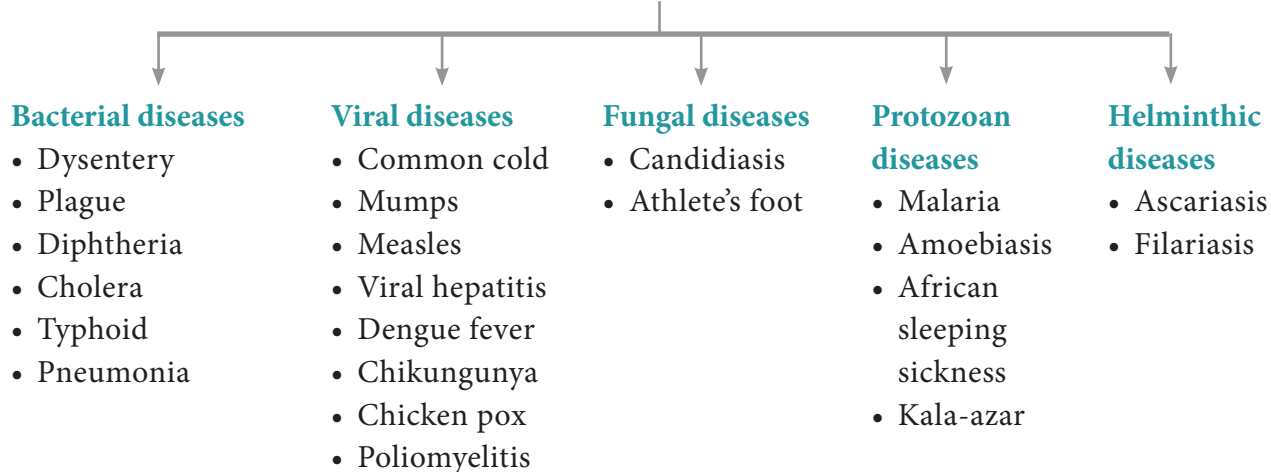 Bacterial diseases
• Dysentery
• Plague
• Diphtheria
• Cholera
• Typhoid
• Pneumonia
Viral diseases
• Common cold
• Mumps
• Measles
• Viral hepatitis
• Dengue fever
• Chikungunya
• Chicken pox
• Poliomyelitis
Fungal diseases
• Candidiasis
• Athlete’s foot
Protozoan
diseases
• Malaria
• Amoebiasis
• African
sleeping
sickness
• Kala-azar
Helminthic
diseases
• Ascariasis
• Filariasis